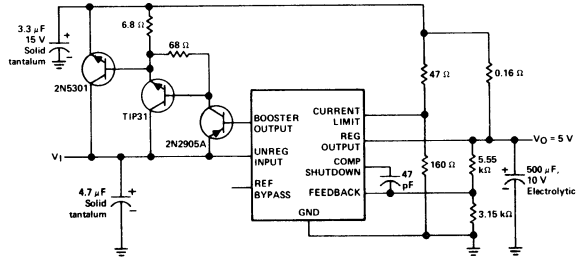 3.3 µF
15 V
Solid
tantalum
2N5301
6.8 Ω
68 Ω
TIP31
2N2905A
VI
4.7 µF
Solid
tantalum
BOOSTER
OUTPUT
UNREG
INPUT
REF
BYPASS
GND
CURRENT
LIMIT
REG
OUTPUT
COMP
SHUTDOWN
FEEDBACK
47
pF
47 Ω
160 Ω
0.16 Ω
5.55
kΩ
3.15 kΩ
VO = 5 V
500 µF,
10 V
Electrolytic